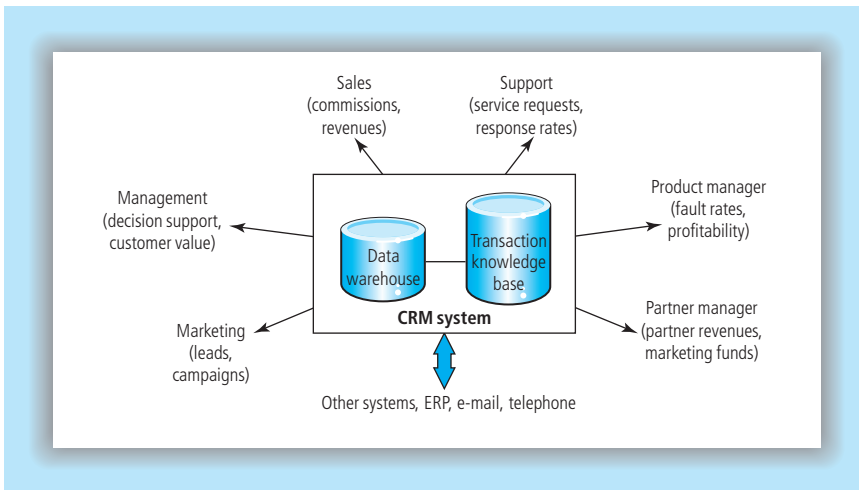 Sales
(commissions,
revenues)
Support
(service requests,
response rates)
Management
(decision support,
customer value)
Product manager
(fault rates,
profitability)
Data
warehouse
Transaction
knowledge
base
CRM system
Marketing
(leads,
campaigns)
Partner manager
(partner revenues,
marketing funds)
Other systems, ERP, e-mail, telephone